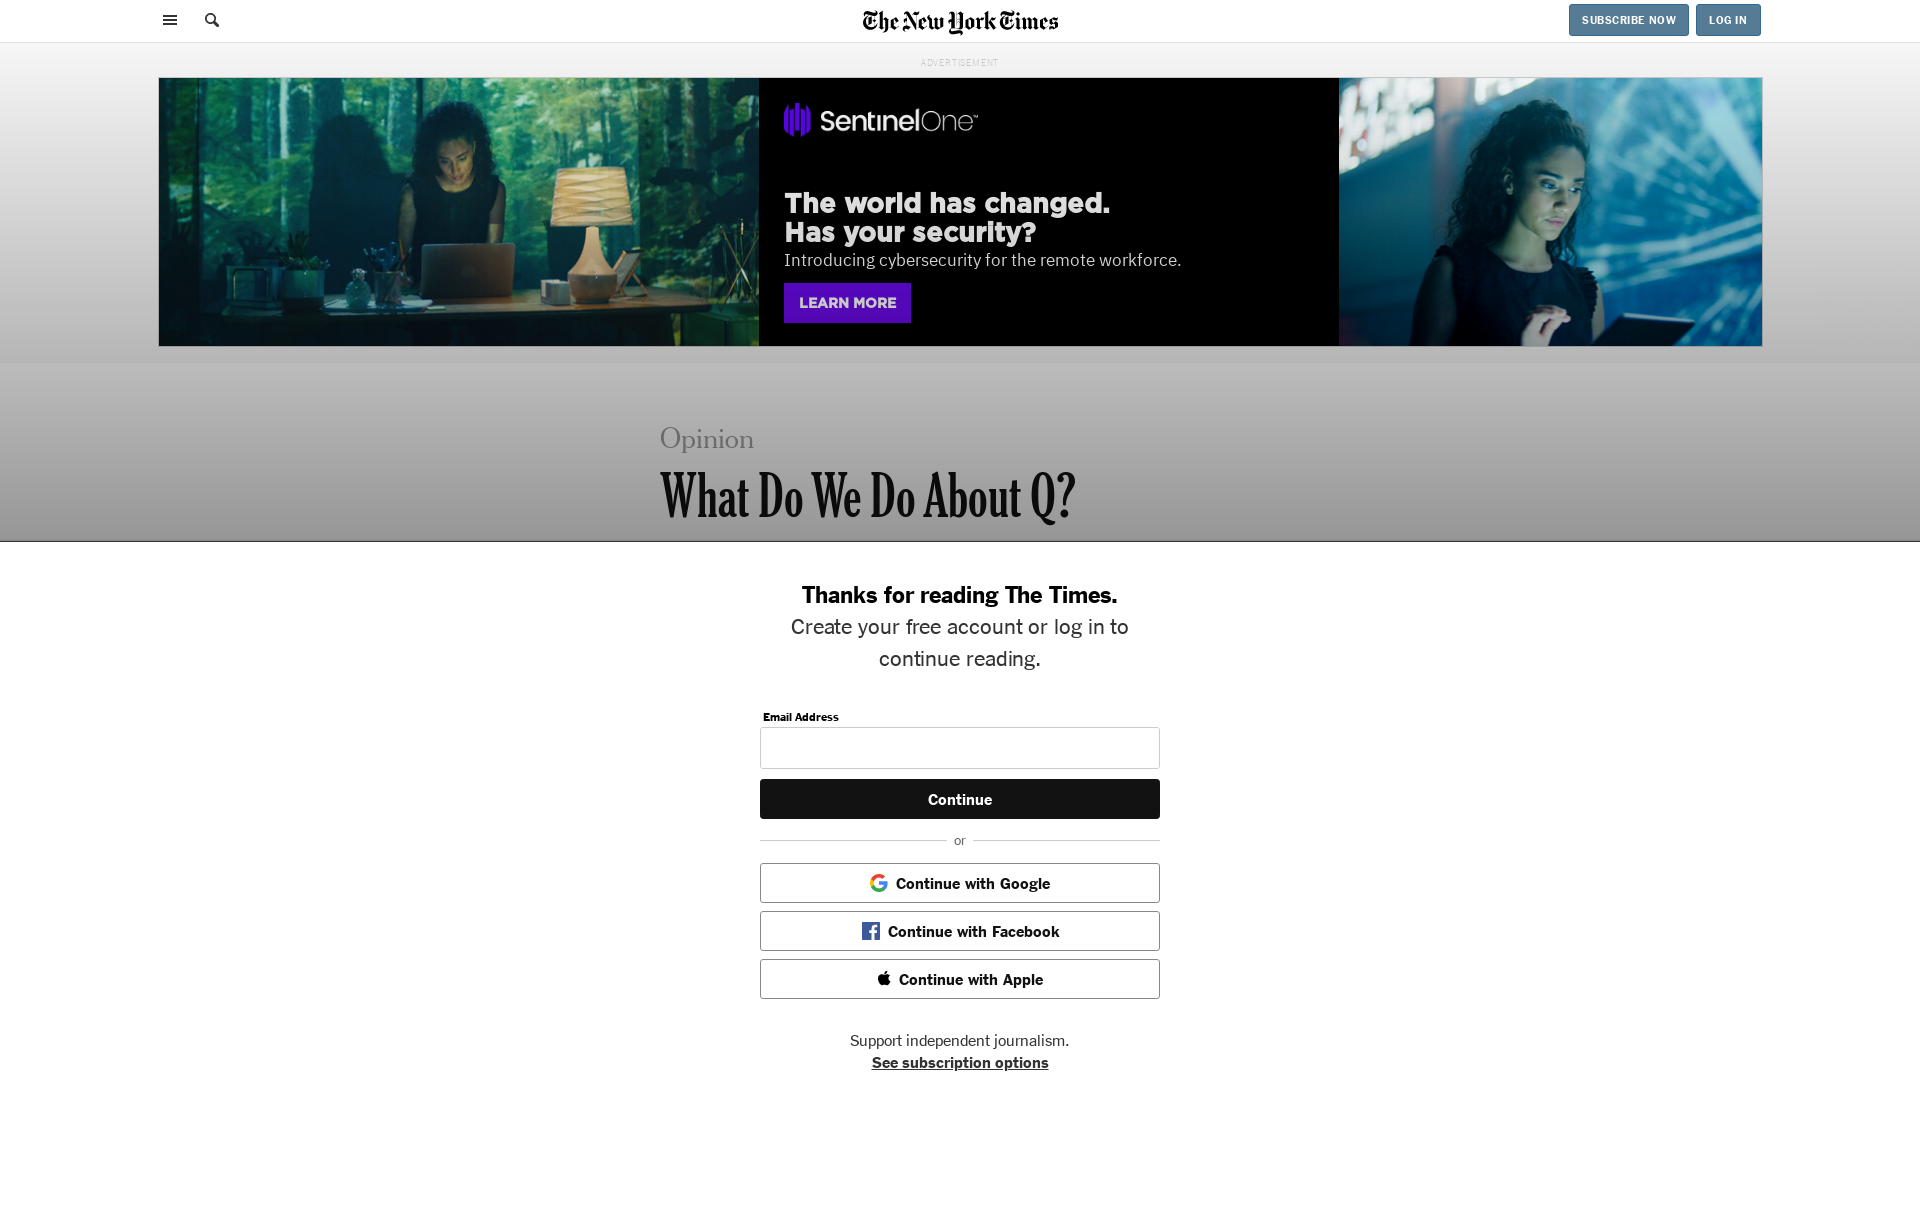 The New York Times
SUBSCRIBE NOW
LOG IN
ADVERTISEMENT
SentinelOne™
The world has changed.
Has your security?
Introducing cybersecurity for the remote workforce.
LEARN MORE
Opinion
What Do We Do About Q?
Thanks for reading The Times.
Create your free account or log in to
continue reading.
Email Address
Continue
or
Continue with Google
Continue with Facebook
Continue with Apple
Support independent journalism.
See subscription options